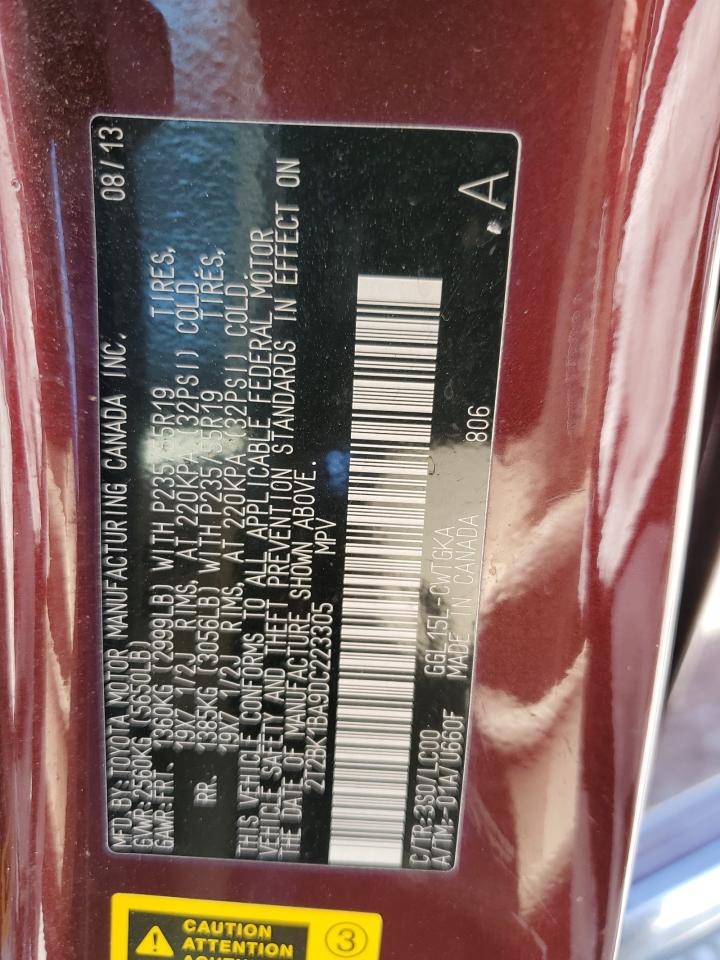 MFD. BY: TOYOTA MOTOR MANUFACTURING CANADA INC. 08/13
GVWR: 2560KG (5650LB)
GAWR: FRT. 1360KG (2999LB) WITH P235/55R19 TIRES,
19X7 1/2J RIMS, AT 220KPA (32PSI) COLD
RR. 1385KG (3056LB) WITH P235/55R19 TIRES,
19X7 1/2J RIMS, AT 220KPA (32PSI) COLD.
THIS VEHICLE CONFORMS TO ALL APPLICABLE FEDERAL MOTOR
VEHICLE SAFETY AND THEFT PREVENTION STANDARDS IN EFFECT ON
THE DATE OF MANUFACTURE SHOWN ABOVE.
2T2BK1BA9DC223305 MPV
C/TR:3S0/LC00 GGL15L-CWTGKA
A/TM:-01A/U660F MADE IN CANADA 806
.A
CAUTION
ATTENTION
3